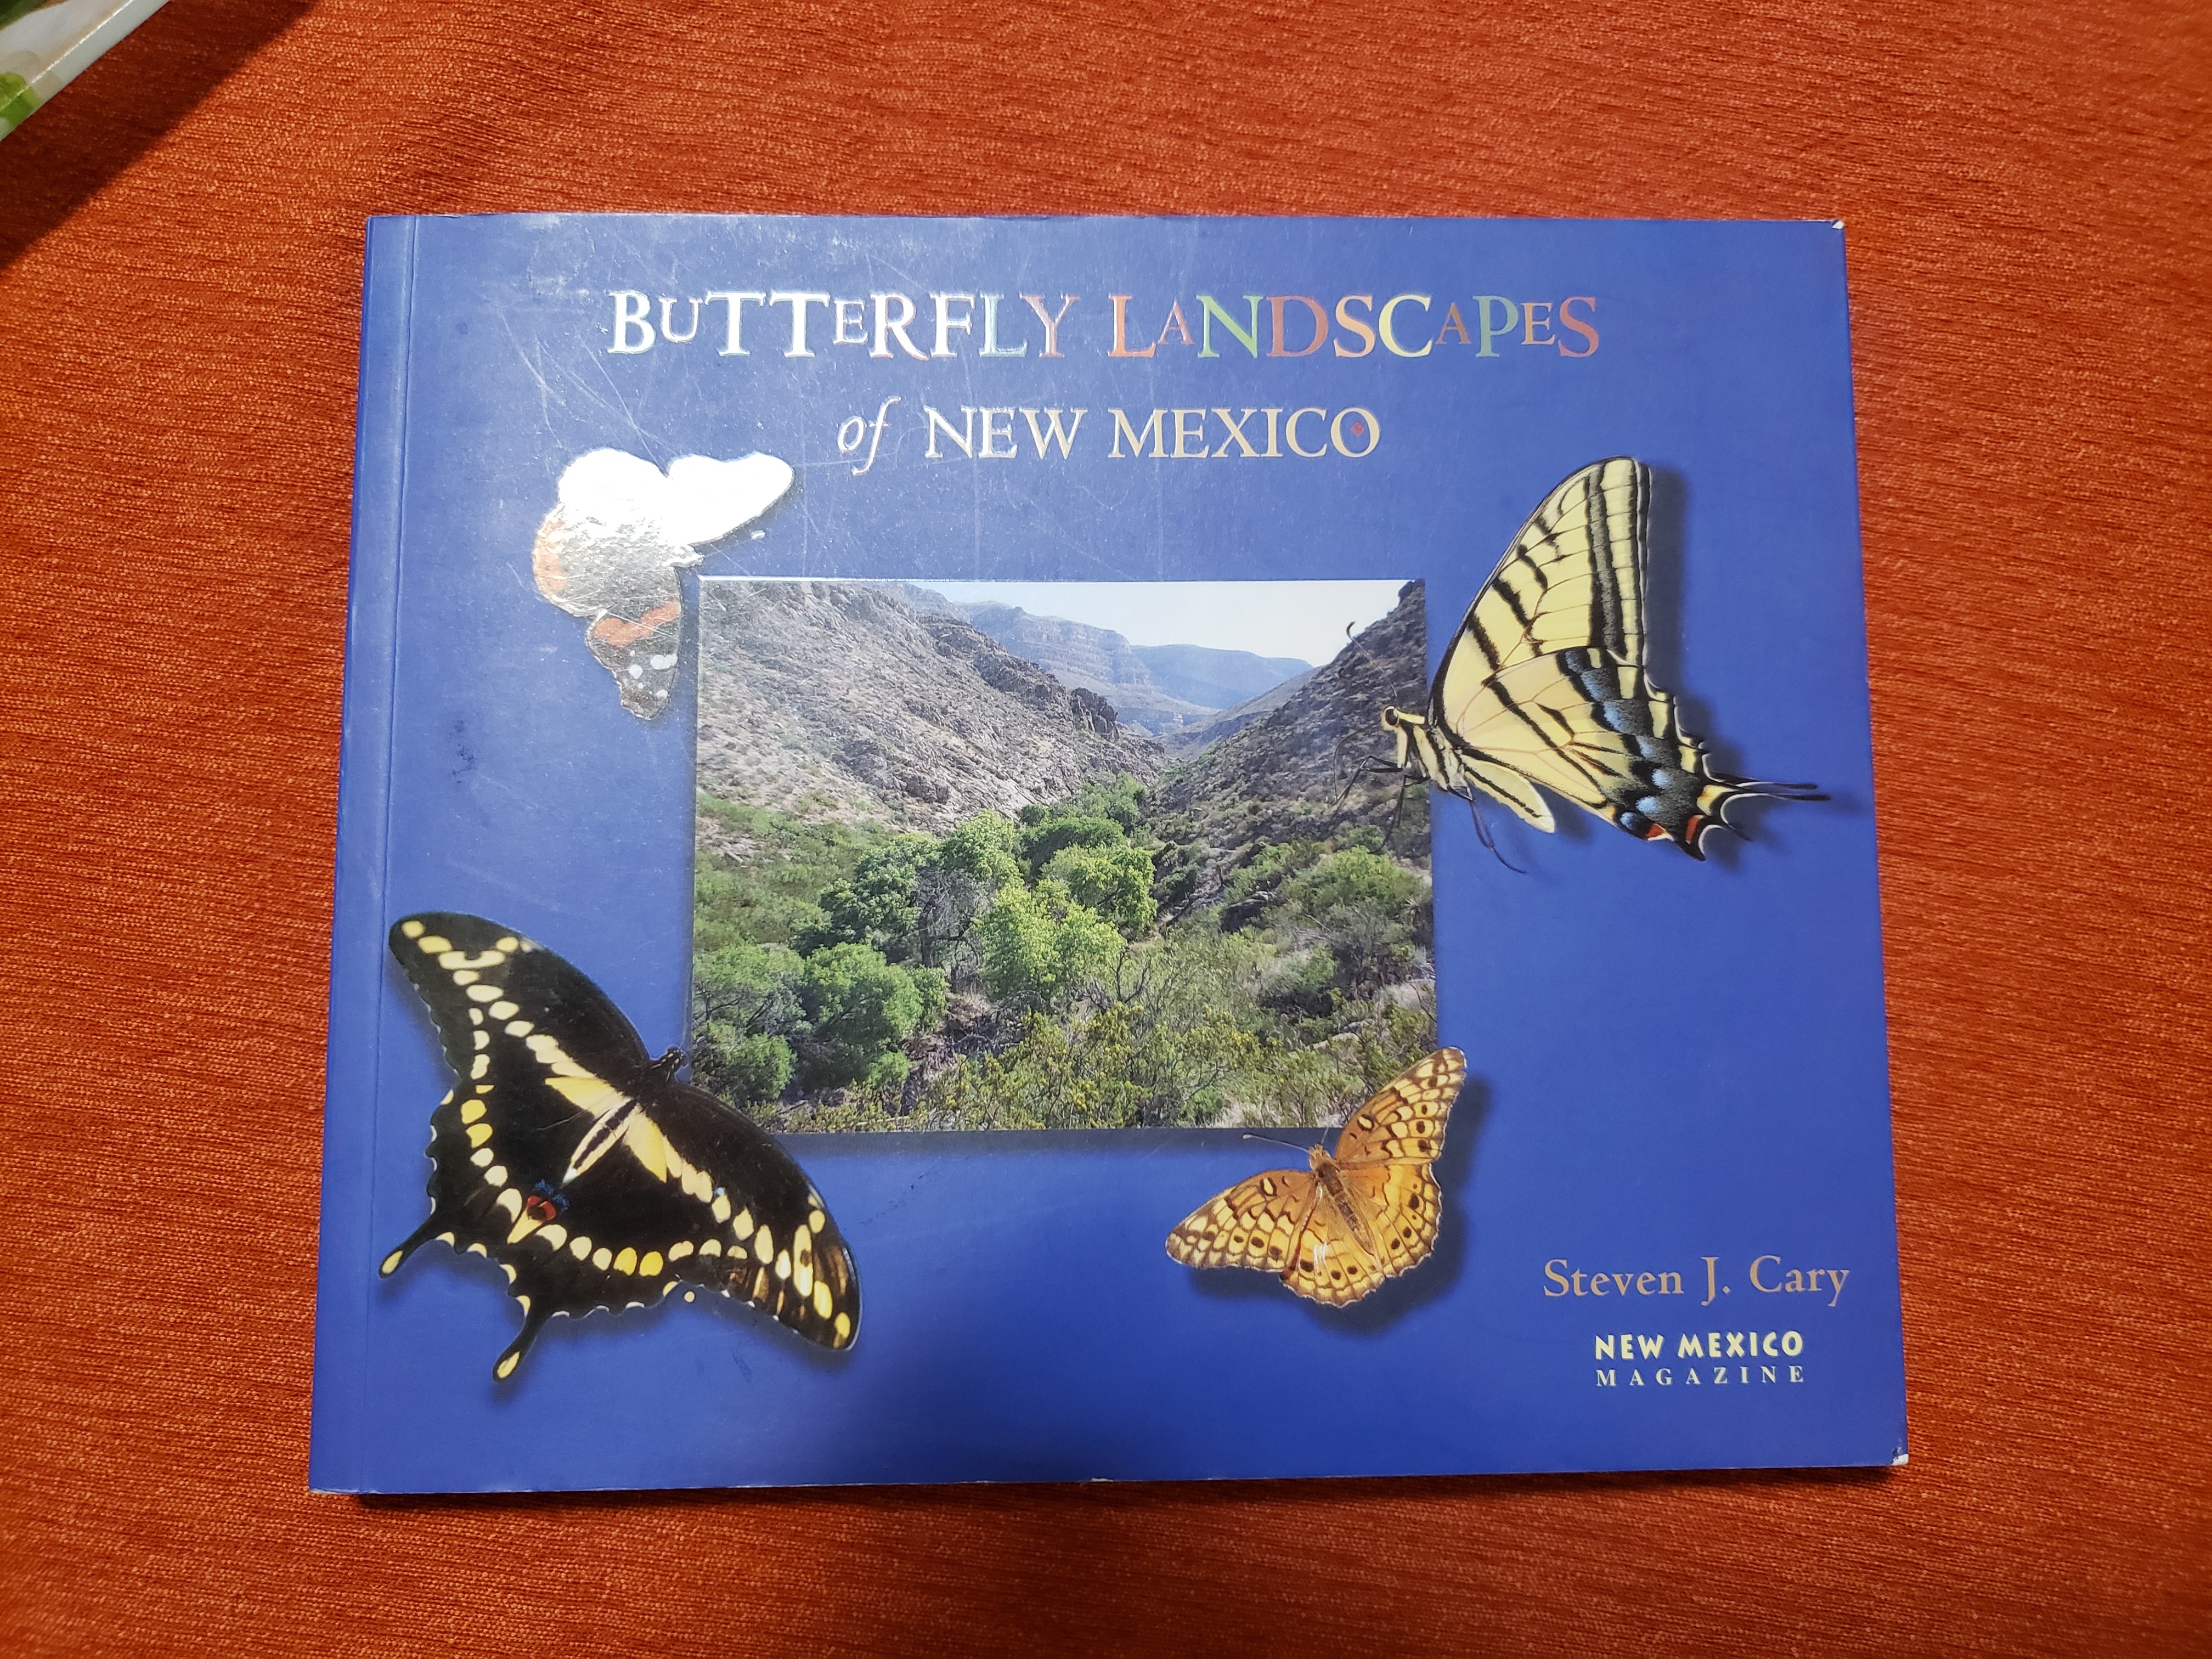 BUTTERFLY LANDSCAPES
of NEW MEXICO
Steven J. Cary
NEW MEXICO
MAGAZINE